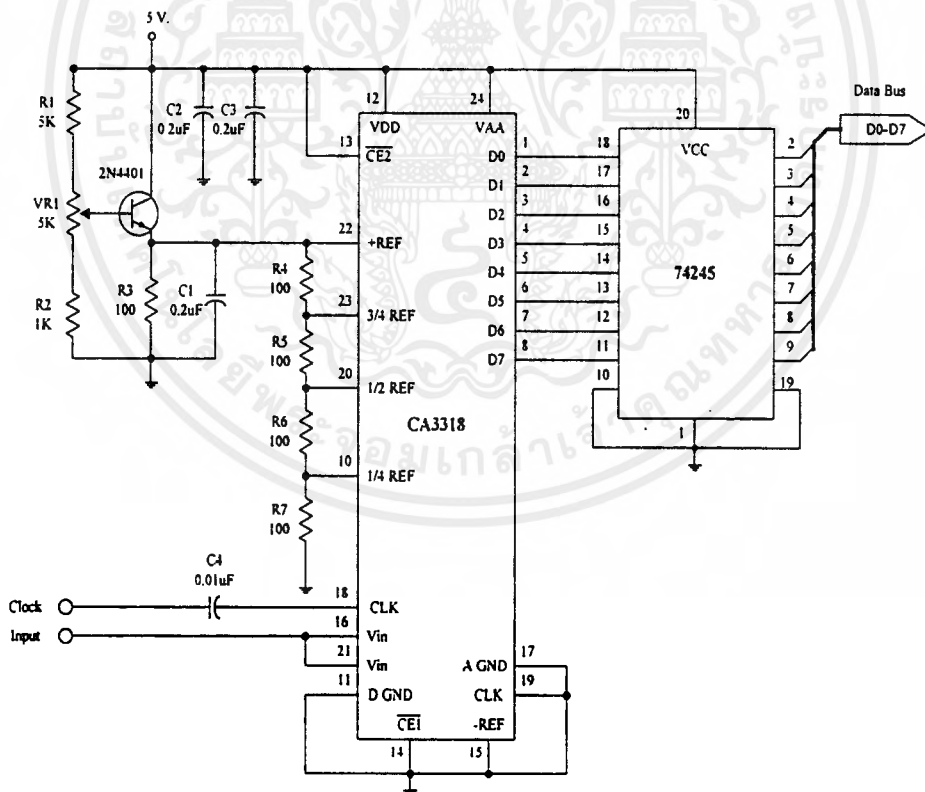 5 V.
R1
5K
C2
0.2uF
C3
0.2uF
12
VDD
24
VAA
13
CE2
2N4401
VR1
5K
R2
1K
R3
100
C1
0.2uF
22
+REF
R4
100
23
3/4 REF
R5
100
20
1/2 REF
R6
100
10
1/4 REF
R7
100
CA3318
D0
1
D1
2
D2
3
D3
4
D4
5
D5
6
D6
7
D7
8
18
17
16
15
14
13
12
11
10
20
VCC
74245
2
3
4
5
6
7
8
9
19
1
Data Bus
D0-D7
Clock
C4
0.01uF
18
CLK
Input
16
Vin
21
Vin
11
D GND
A GND
17
CLK
19
CE1
-REF
14
15